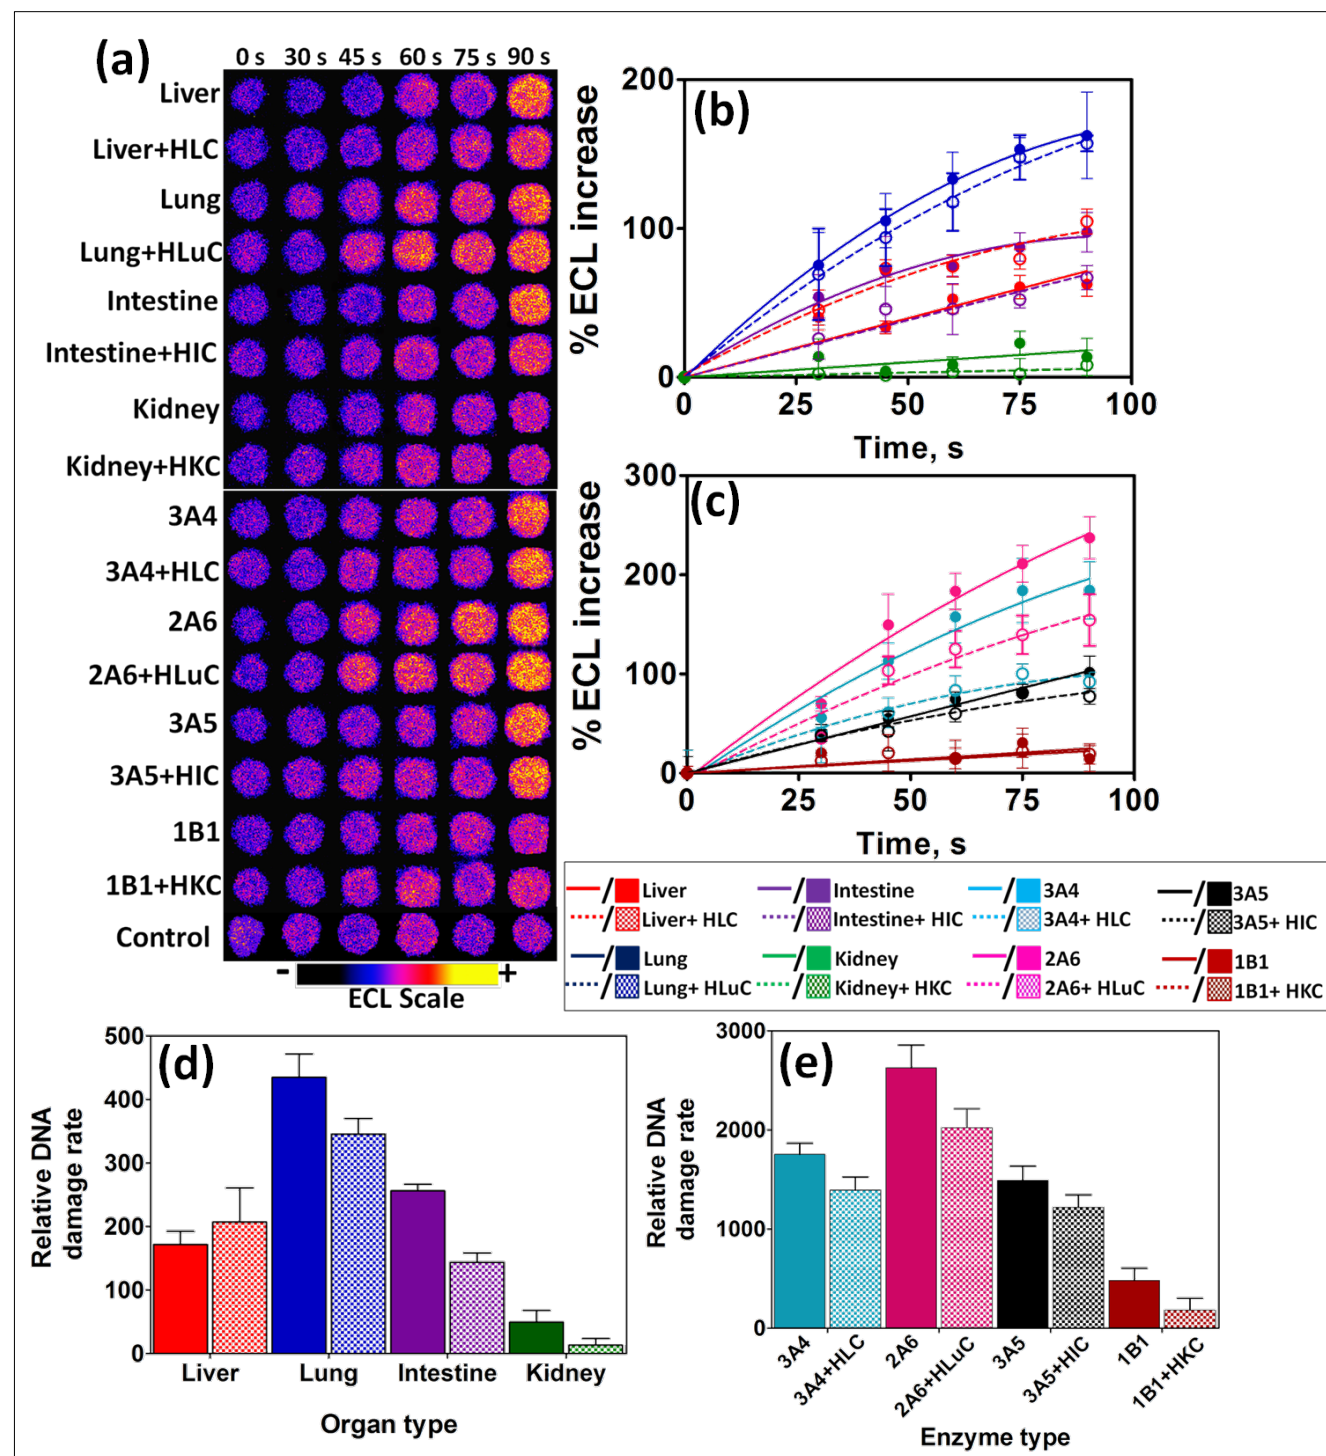 (a)
0 s 30 s 45 s 60 s 75 s 90 s
Liver
Liver+HLC
Lung
Lung+HLuC
Intestine
Intestine+HIC
Kidney
Kidney+HKC
3A4
3A4+HLC
2A6
2A6+HLuC
3A5
3A5+HIC
1B1
1B1+HKC
Control
- +
ECL Scale
(b)
% ECL increase
200
100
0
0 25 50 75 100
Time, s
(c)
% ECL increase
300
200
100
0
0 25 50 75 100
Time, s
/ Liver
/ Liver+ HLC
/ Lung
/ Lung+ HLuC
/ Intestine
/ Intestine+ HIC
/ Kidney
/ Kidney+ HKC
/ 3A4
/ 3A4+ HLC
/ 2A6
/ 2A6+ HLuC
/ 3A5
/ 3A5+ HIC
/ 1B1
/ 1B1+ HKC
(d)
Relative DNA
damage rate
500
400
300
200
100
0
Liver Lung Intestine Kidney
Organ type
(e)
Relative DNA
damage rate
3000
2000
1000
0
3A4
3A4+HLC
2A6
2A6+HLuC
3A5
3A5+HIC
1B1
1B1+HKC
Enzyme type